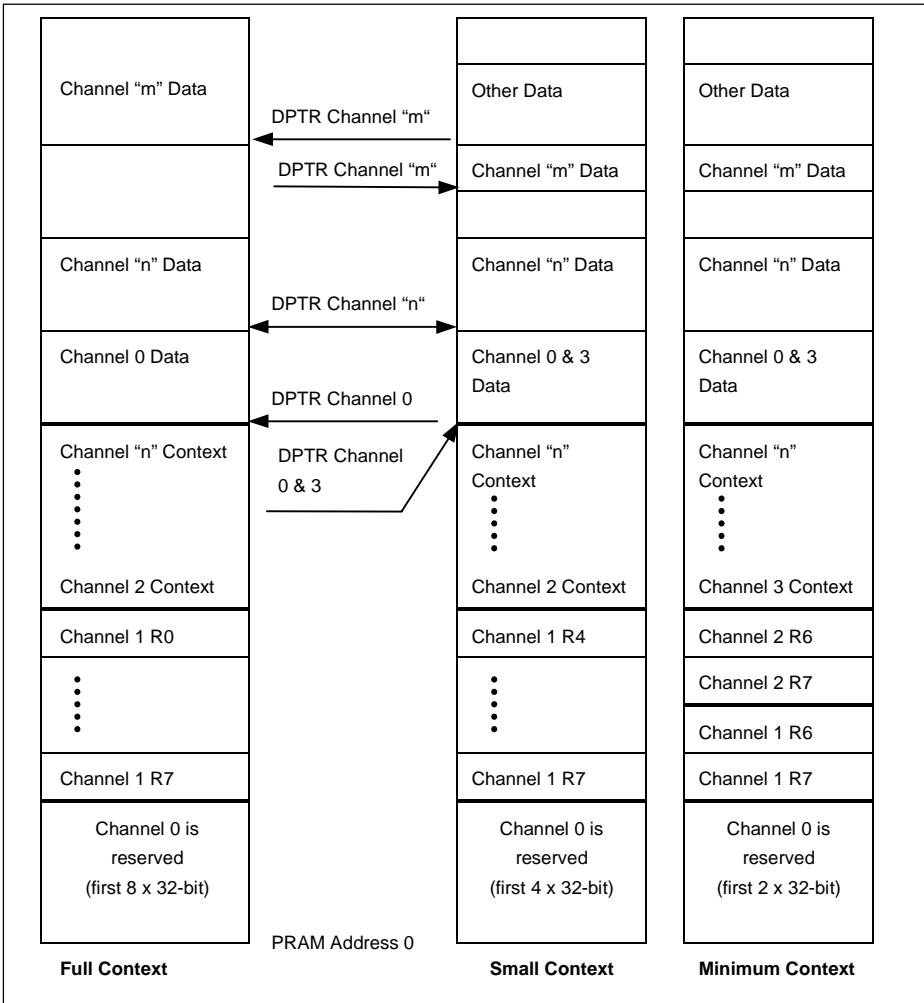 Channel “m” Data
DPTR Channel “m“
DPTR Channel “m“
Channel “n” Data
DPTR Channel “n“
Channel 0 Data
DPTR Channel 0
Channel “n” Context
DPTR Channel
0 & 3
Channel 2 Context
Channel 1 R0
Channel 1 R7
Channel 0 is
reserved
(first 8 x 32-bit)
PRAM Address 0
Full Context
Other Data
Channel “m” Data
Channel “n” Data
Channel 0 & 3
Data
Channel “n”
Context
Channel 2 Context
Channel 1 R4
Channel 1 R7
Channel 0 is
reserved
(first 4 x 32-bit)
Small Context
Other Data
Channel “m” Data
Channel “n” Data
Channel 0 & 3
Data
Channel “n”
Context
Channel 3 Context
Channel 2 R6
Channel 2 R7
Channel 1 R6
Channel 1 R7
Channel 0 is
reserved
(first 2 x 32-bit)
Minimum Context